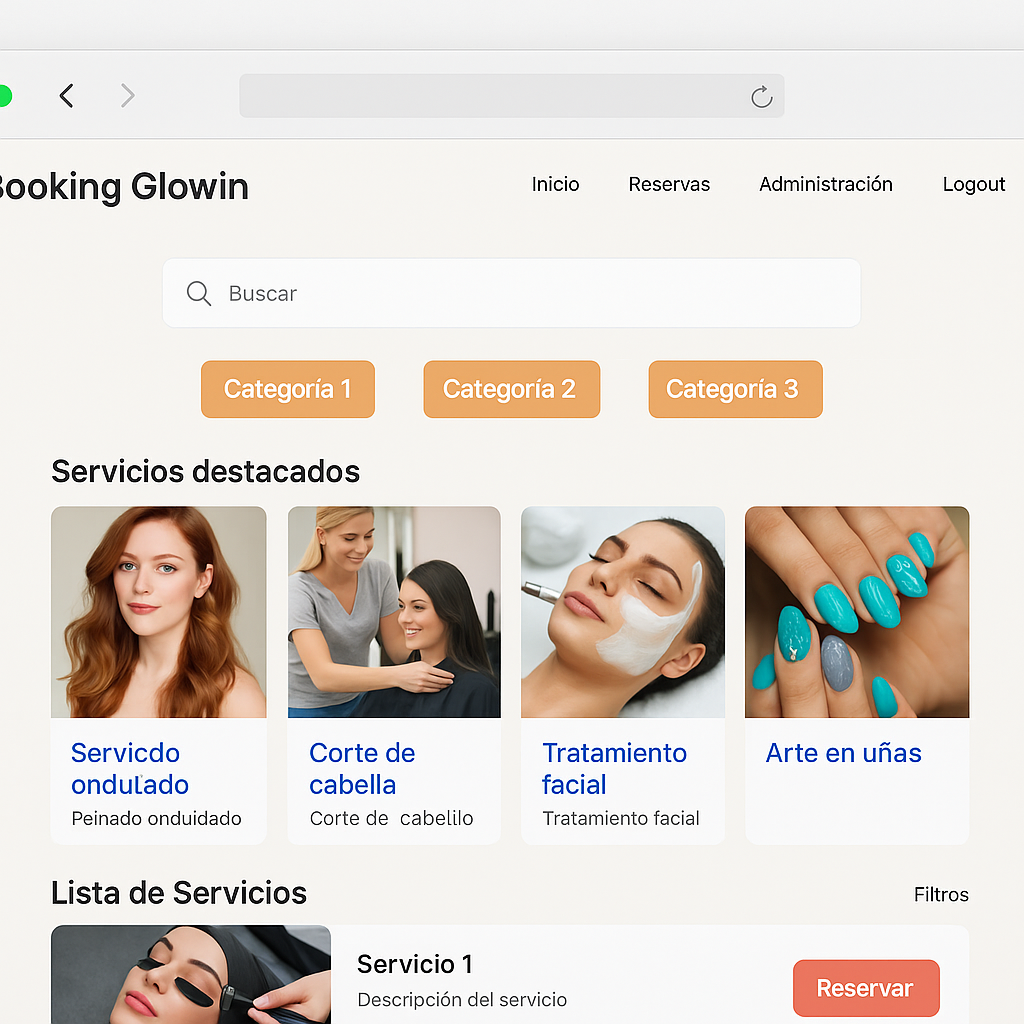 Booking Glowin
Inicio
Reservas
Administración
Logout
Buscar
Categoría 1
Categoría 2
Categoría 3
Servicios destacados
Servicdo
ondulado
Peinado onduidado
Corte de
cabella
Corte de cabelilo
Tratamiento
facial
Tratamiento facial
Arte en uñas
Lista de Servicios
Filtros
Servicio 1
Descripción del servicio
Reservar